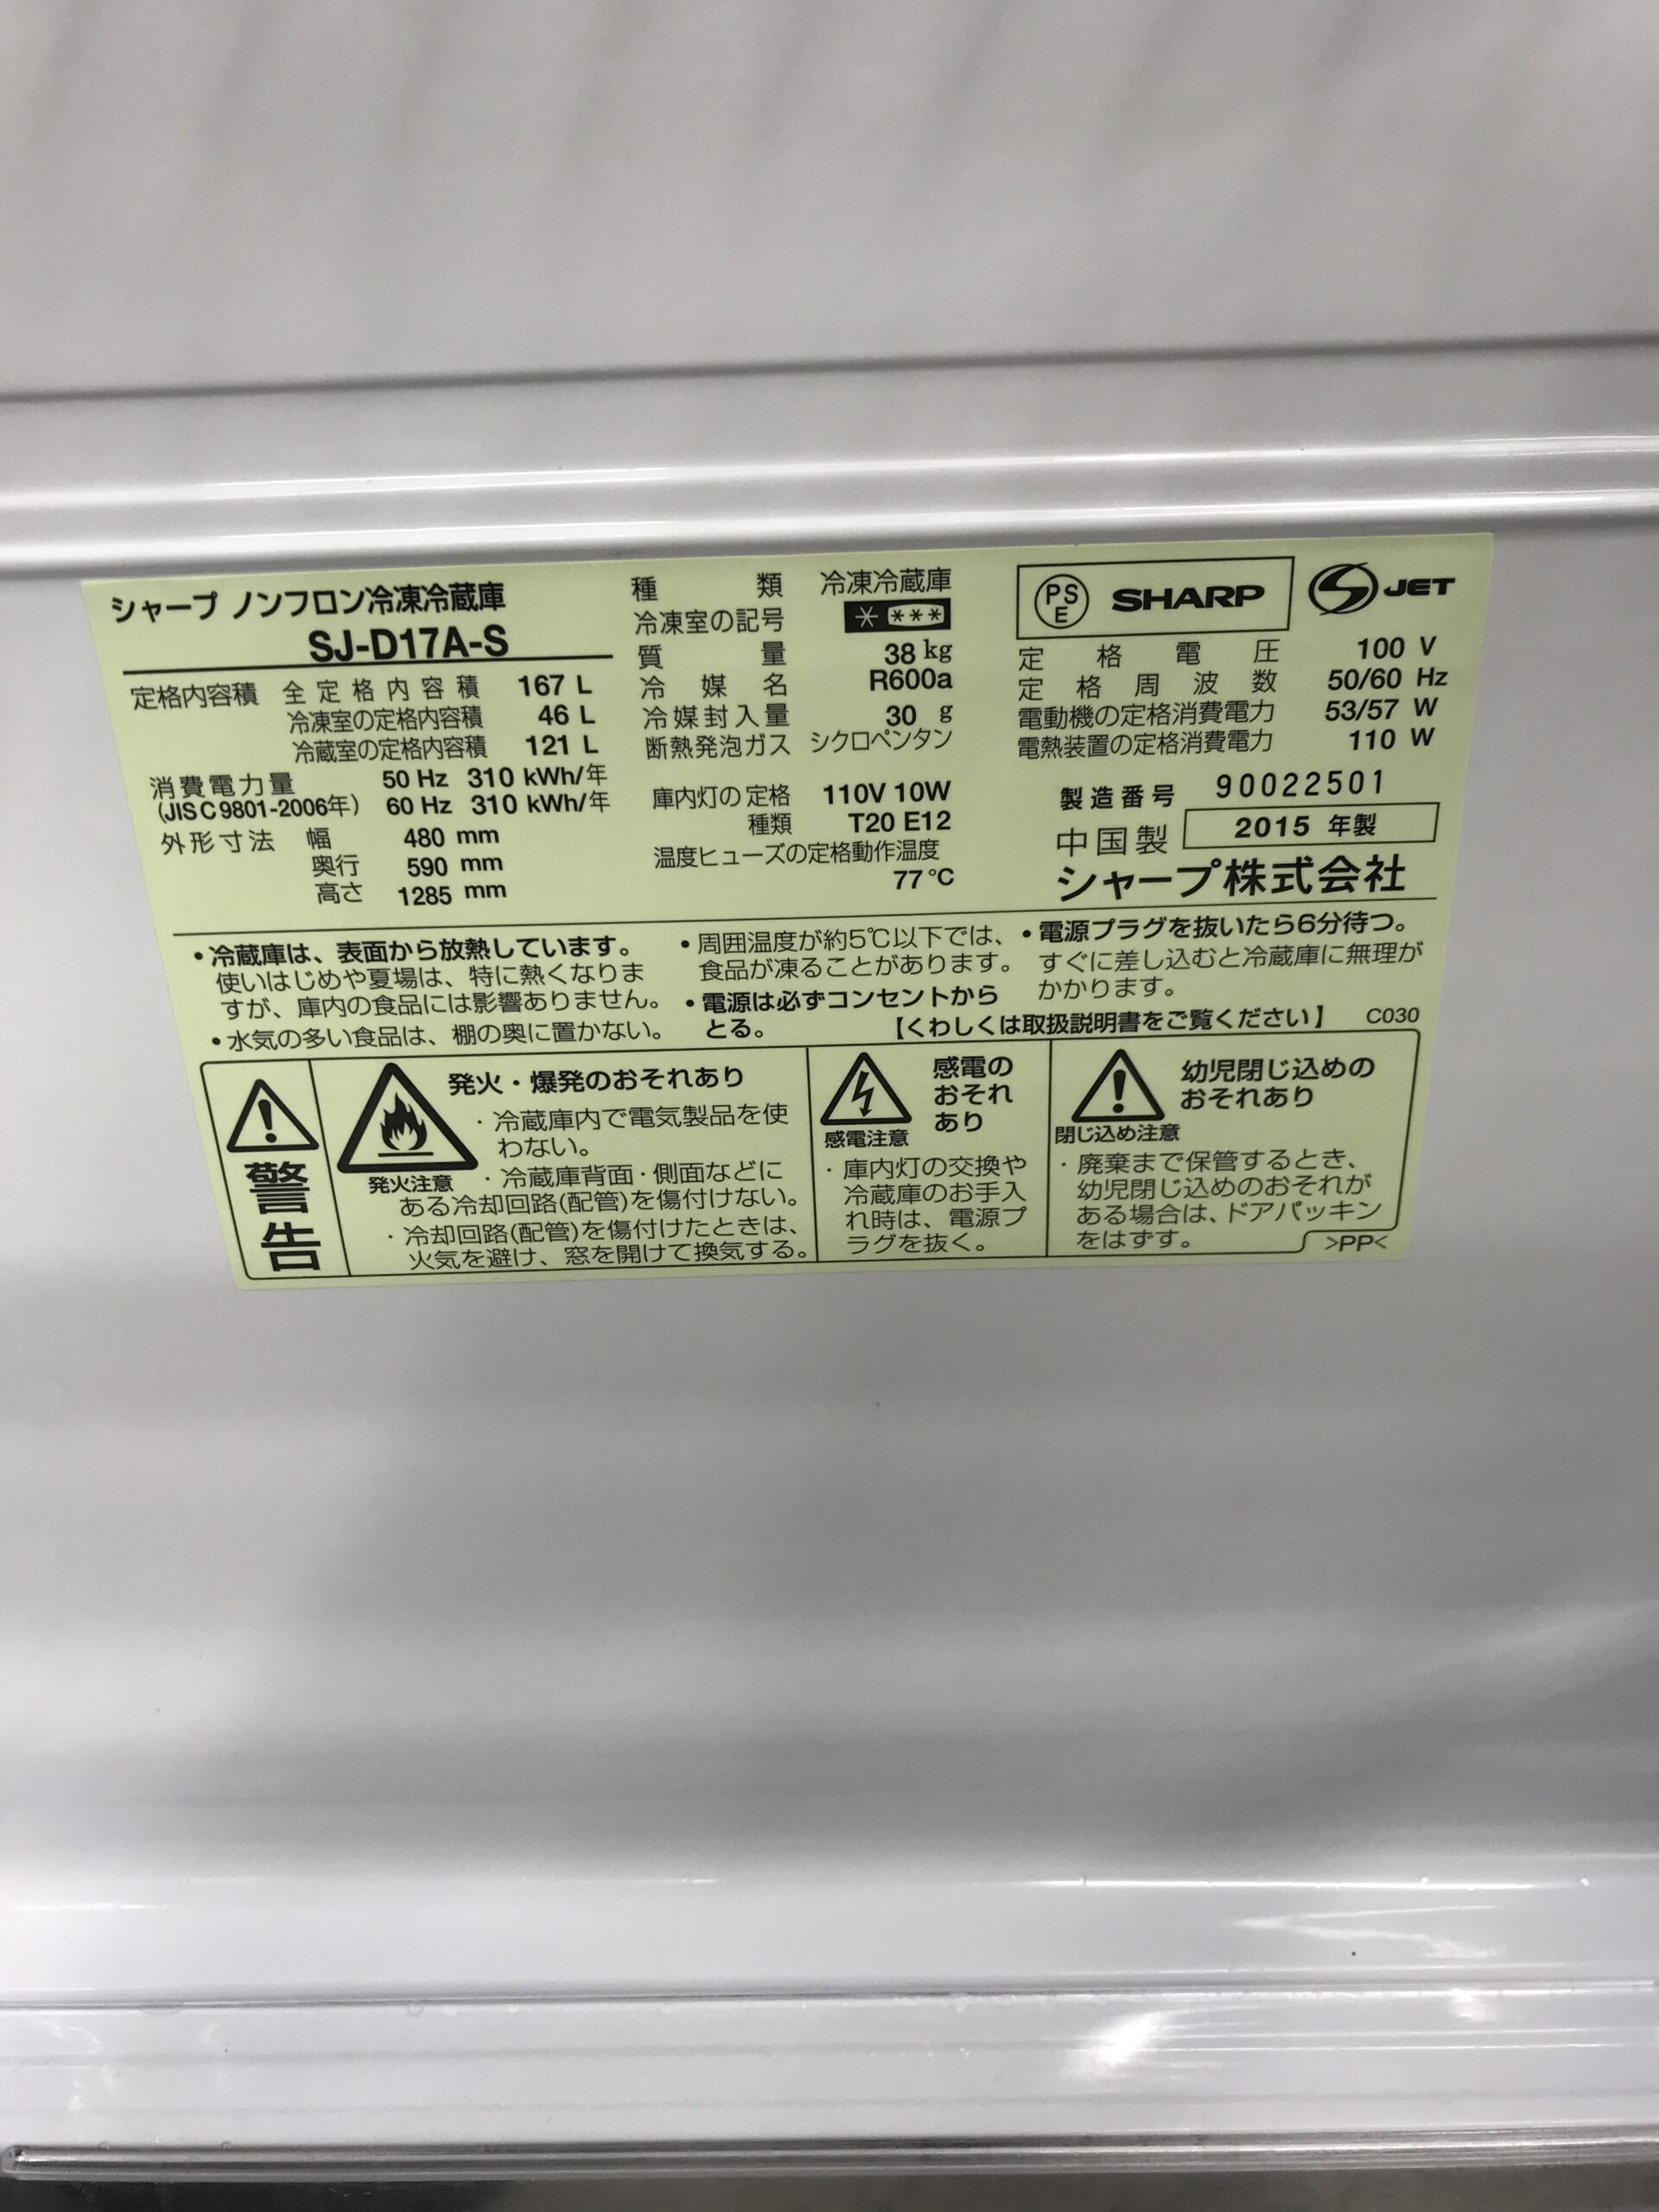 シャープ ノンフロン冷凍冷蔵庫
SJ-D17A-S
定格内容積 全定格内容積 167 L
冷凍室の定格内容積 46 L
冷蔵室の定格内容積 121 L
消費電力量 50 Hz 310 kWh/年
(JIS C 9801-2006年) 60 Hz 310 kWh/年
外形寸法 幅 480 mm
奥行 590 mm
高さ 1285 mm
種類 冷凍冷蔵庫
冷凍室の記号 * ***
質量 38 kg
冷媒名 R600a
冷媒封入量 30 g
断熱発泡ガス シクロペンタン
庫内灯の定格 110V 10W
種類 T20 E12
温度ヒューズの定格動作温度
77℃
PS
E
SHARP
S JET
定格電圧 100 V
定格周波数 50/60 Hz
電動機の定格消費電力 53/57 W
電熱装置の定格消費電力 110 W
製造番号 90022501
中国製 2015 年製
シャープ株式会社
・冷蔵庫は、表面から放熱しています。
使いはじめや夏場は、特に熱くなりま
すが、庫内の食品には影響ありません。
・水気の多い食品は、棚の奥に置かない。
・周囲温度が約5℃以下では、
食品が凍ることがあります。
・電源は必ずコンセントから
とる。
・電源プラグを抜いたら6分待つ。
すぐに差し込むと冷蔵庫に無理が
かかります。
【くわしくは取扱説明書をご覧ください】 C030
警告
発火注意
発火・爆発のおそれあり
・冷蔵庫内で電気製品を使
わない。
・冷蔵庫背面・側面などに
ある冷却回路(配管)を傷付けない。
・冷却回路(配管)を傷付けたときは、
火気を避け、窓を開けて換気する。
感電注意
感電の
おそれ
あり
・庫内灯の交換や
冷蔵庫のお手入
れ時は、電源プ
ラグを抜く。
閉じ込め注意
幼児閉じ込めの
おそれあり
・廃棄まで保管するとき、
幼児閉じ込めのおそれが
ある場合は、ドアパッキン
をはずす。
>PP<